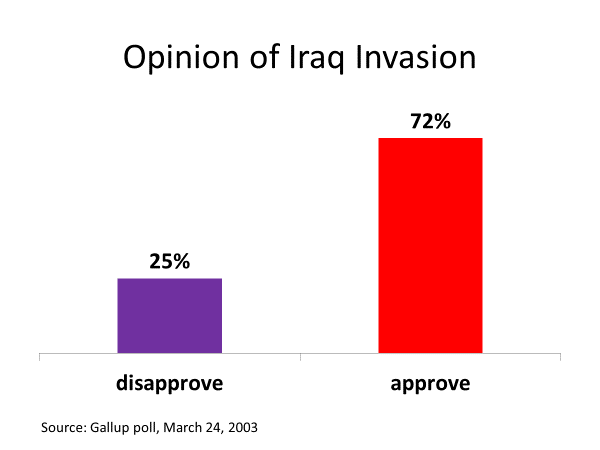 Opinion of Iraq Invasion
72%
25%
disapprove
approve
Source: Gallup poll, March 24, 2003